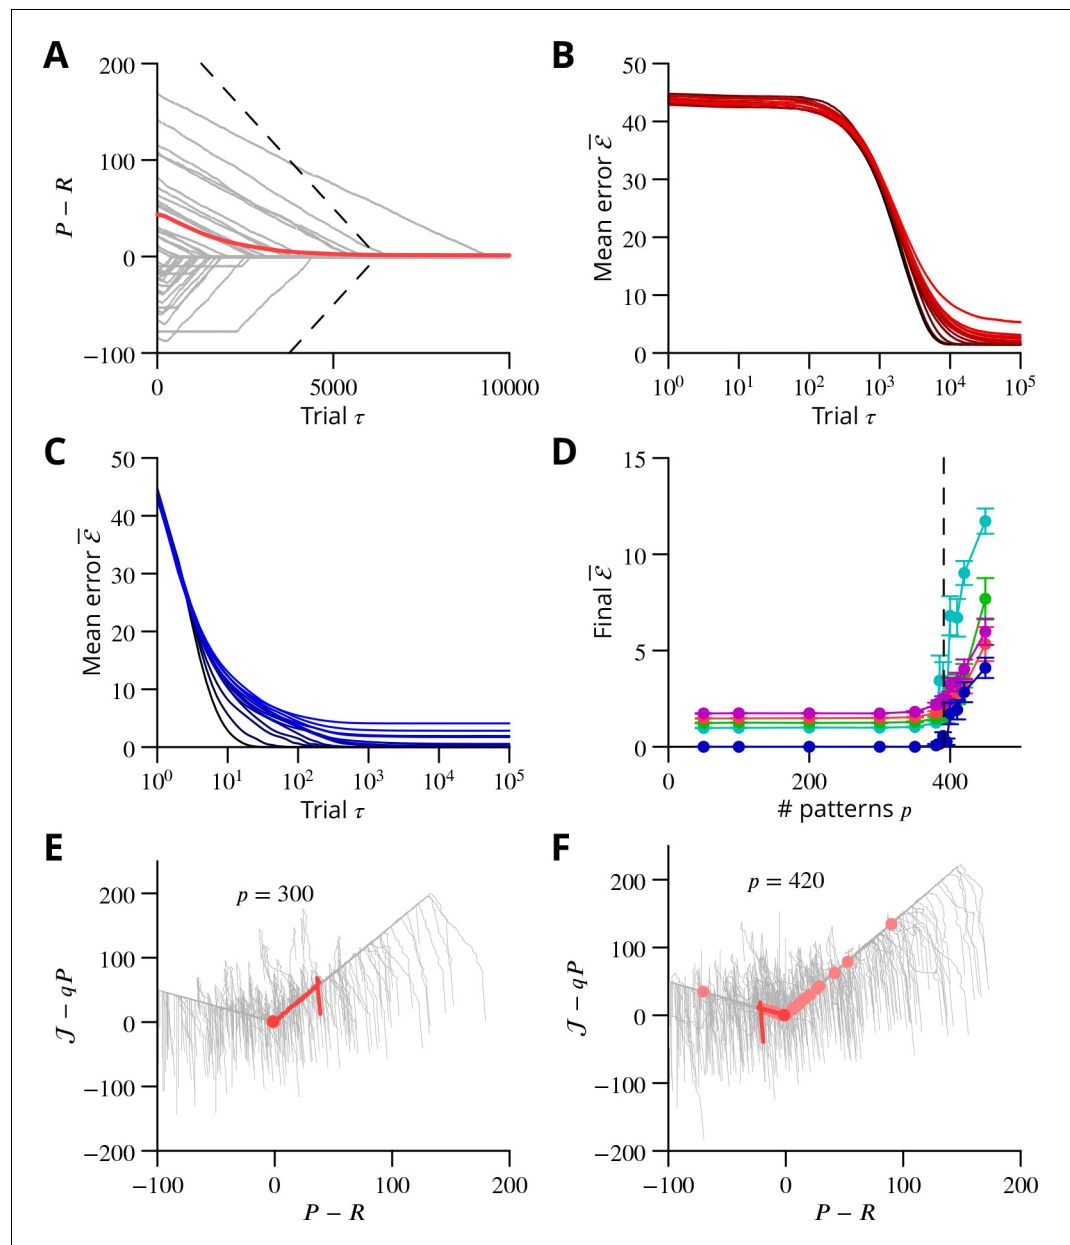 A
200
100
0
−100
P − R
0
5000
10000
Trial τ
B
50
40
30
20
10
0
Mean error ℰ̅
10⁰
10¹
10²
10³
10⁴
10⁵
Trial τ
C
50
40
30
20
10
0
Mean error ℰ̅
10⁰
10¹
10²
10³
10⁴
10⁵
Trial τ
D
15
10
5
0
Final ℰ̅
0
200
400
# patterns p
E
p = 300
200
100
0
−100
−200
𝒥 − qP
−100
0
100
200
P − R
F
p = 420
200
100
0
−100
−200
𝒥 − qP
−100
0
100
200
P − R